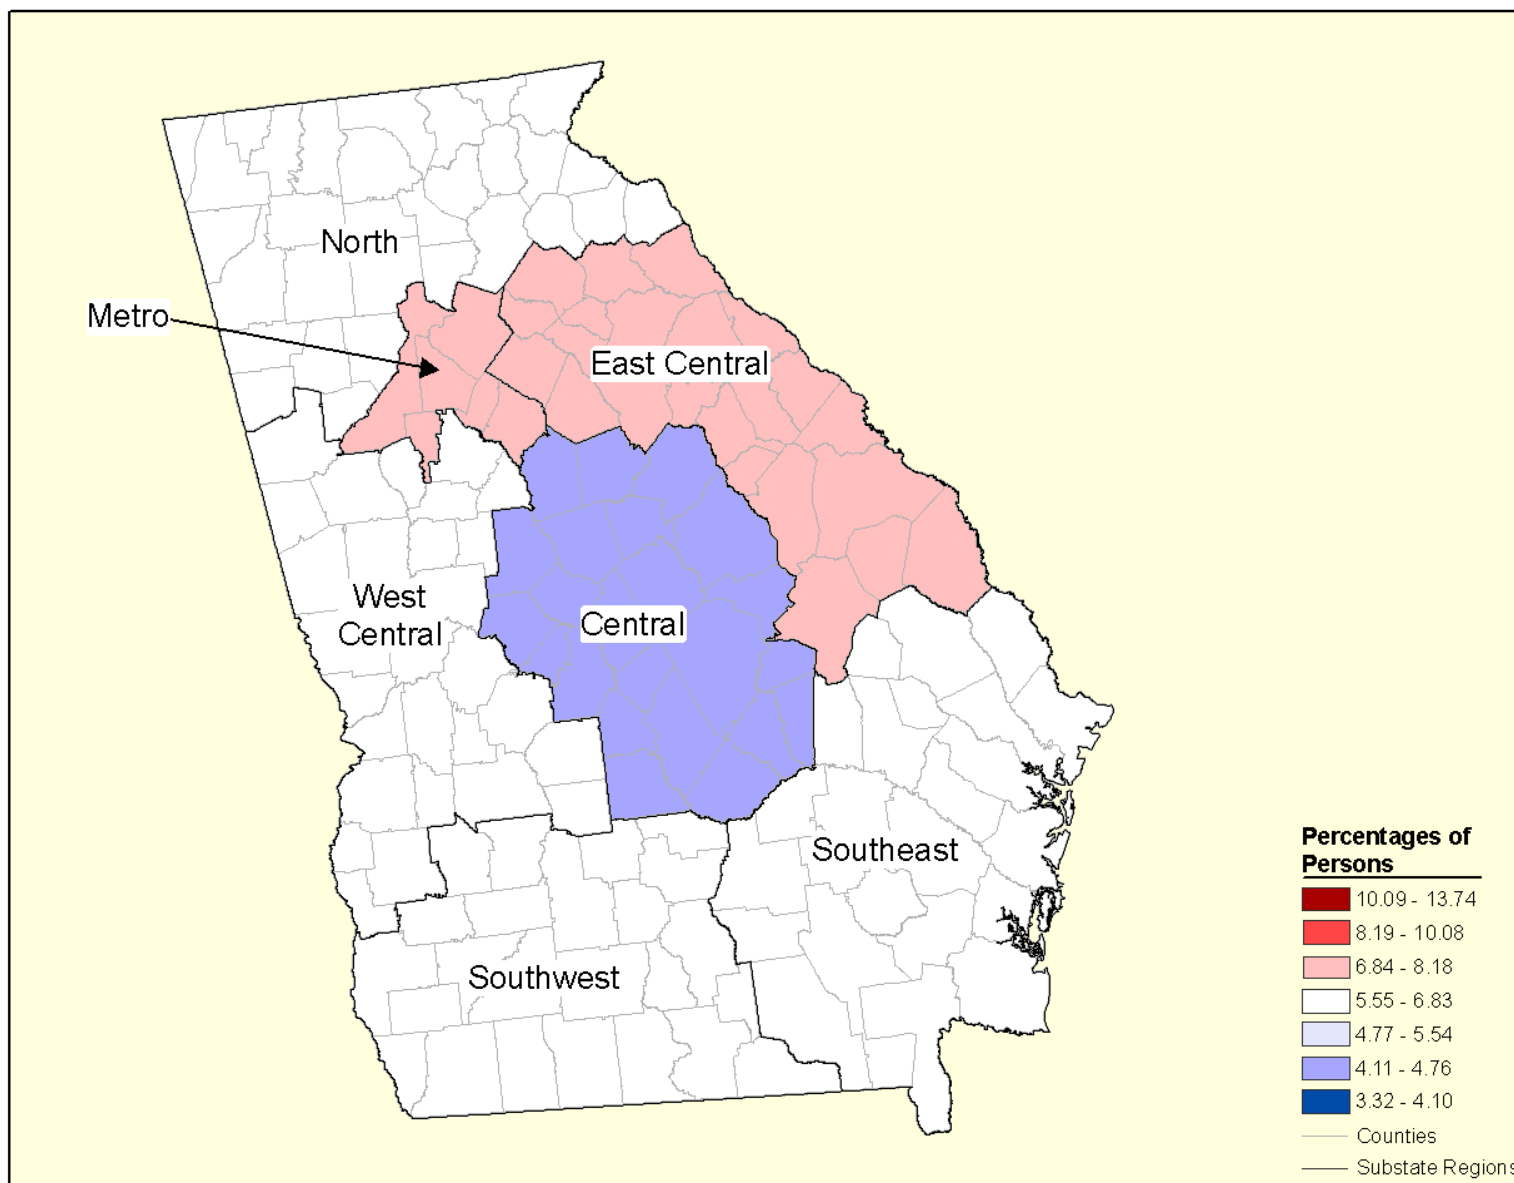 North
Metro
East Central
West
Central
Central
Southeast
Southwest
Percentages of
Persons
10.09 - 13.74
8.19 - 10.08
6.84 - 8.18
5.55 - 6.83
4.77 - 5.54
4.11 - 4.76
3.32 - 4.10
Counties
Substate Regions